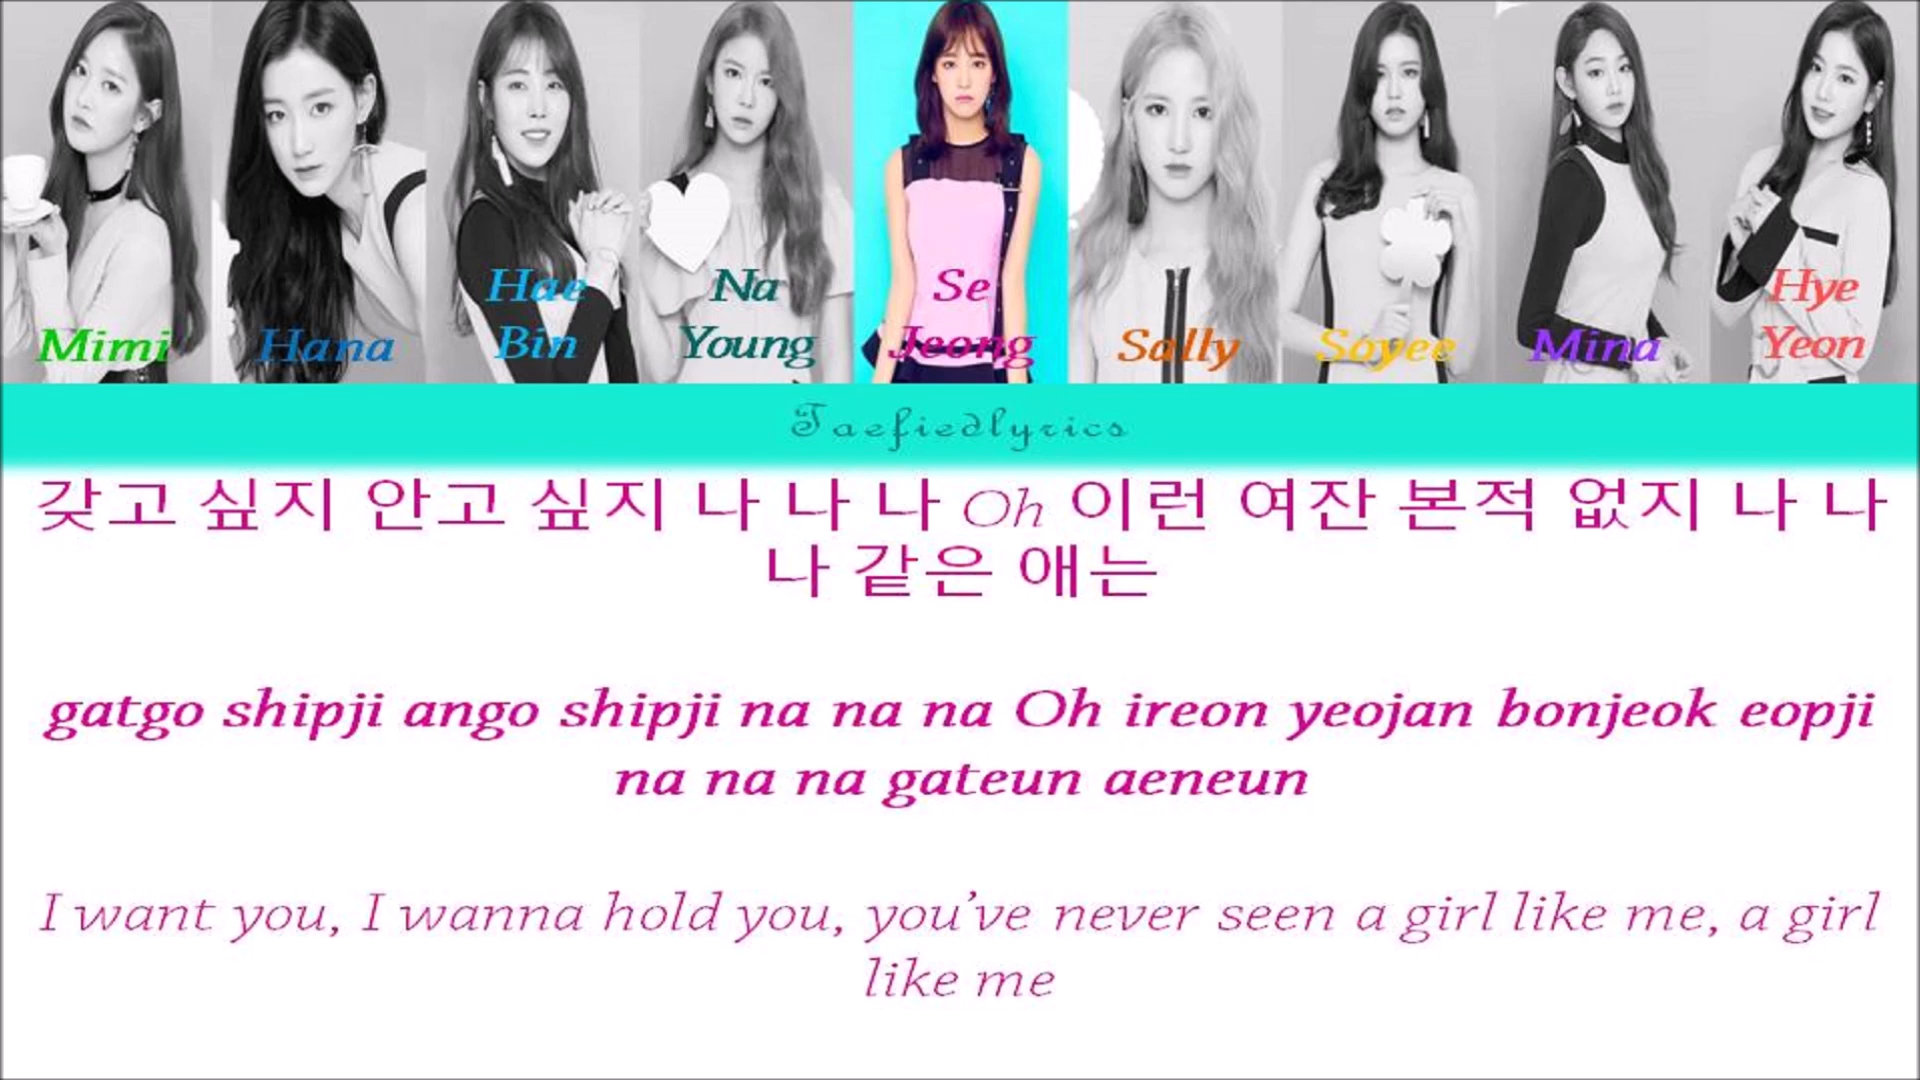 Mimi
Hana
Hae
Bin
Na
Young
Se
Jeong
Sally
Soyee
Mina
Hye
Yeon
Taefiedlyrics
갖고 싶지 안고 싶지 나 나 나 Oh 이런 여잔 본적 없지 나 나
나 같은 애는
gatgo shipji ango shipji na na na Oh ireon yeojan bonjeok eopji
na na na gateun aeneun
I want you, I wanna hold you, you’ve never seen a girl like me, a girl
like me